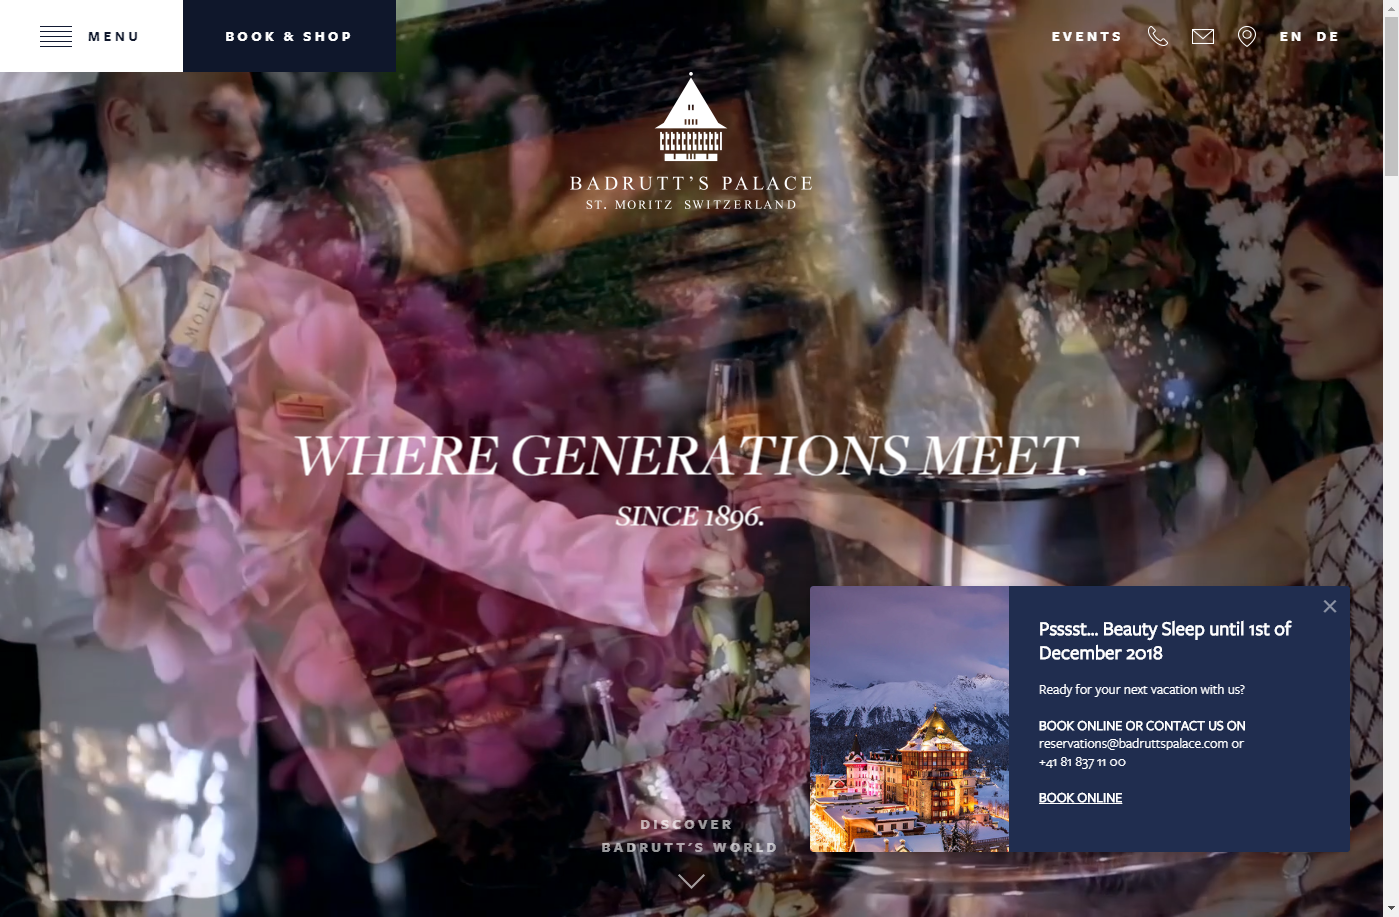 MENU
BOOK & SHOP
EVENTS
EN DE
BADRUTT'S PALACE
ST. MORITZ SWITZERLAND
MOËT
WHERE GENERATIONS MEET.
SINCE 1896.
Psssst... Beauty Sleep until 1st of
December 2018
Ready for your next vacation with us?
BOOK ONLINE OR CONTACT US ON
reservations@badruttspalace.com or
+41 81 837 11 00
BOOK ONLINE
DISCOVER
BADRUTT'S WORLD